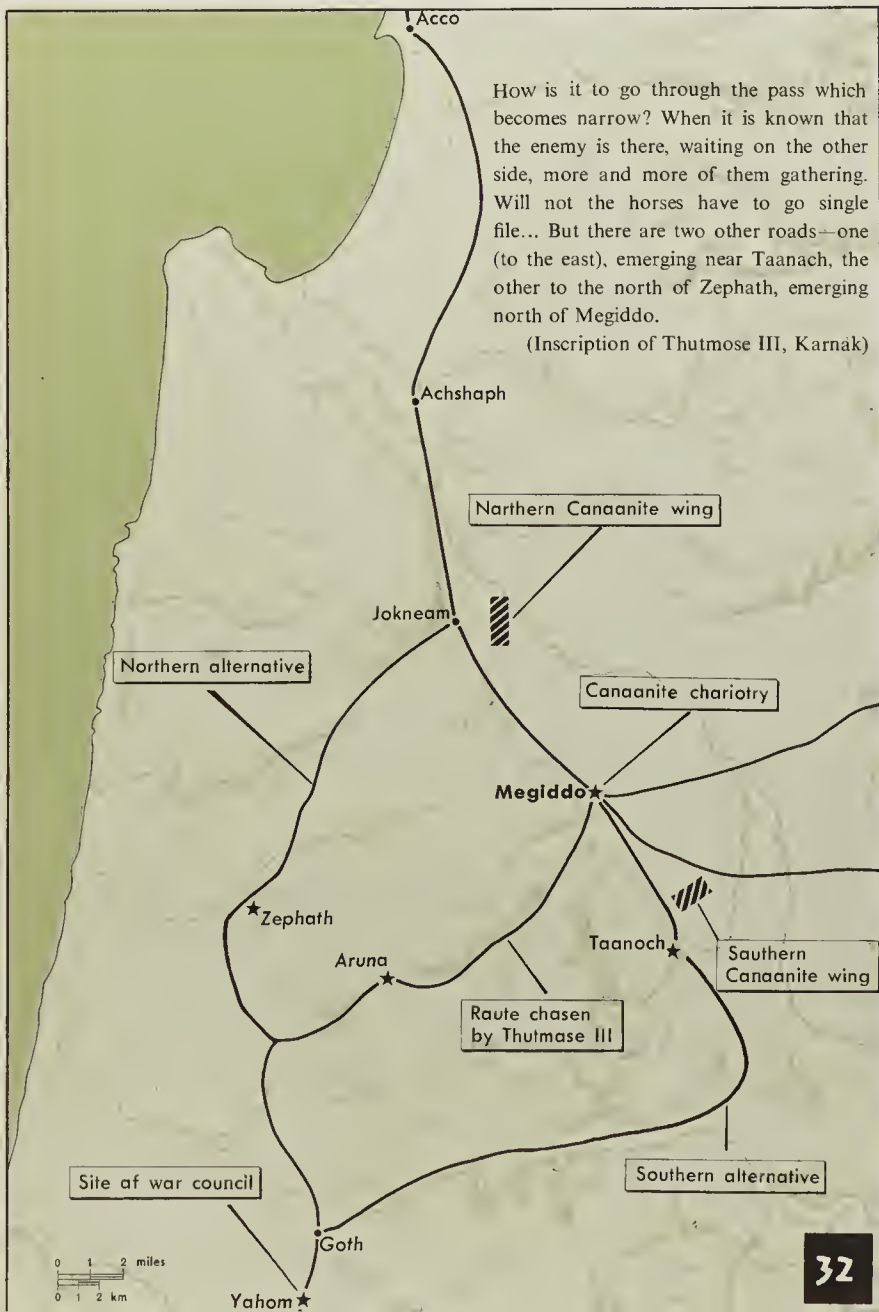 Acco
How is it to go through the pass which
becomes narrow? When it is known that
the enemy is there, waiting on the other
side, more and more of them gathering.
Will not the horses have to go single
file... But there are two other roads—one
(to the east), emerging near Taanach, the
other to the north of Zephath, emerging
north of Megiddo.
(Inscription of Thutmose III, Karnak)
Achshaph
Narthern Canaanite wing
Jokneam
Northern alternative
Canaanite chariotry
Megiddo
Zephath
Aruna
Taanoch
Sauthern
Canaanite wing
Raute chasen
by Thutmase III
Site af war council
Southern alternative
Goth
0 1 2 miles
0 1 2 km
Yahom
32